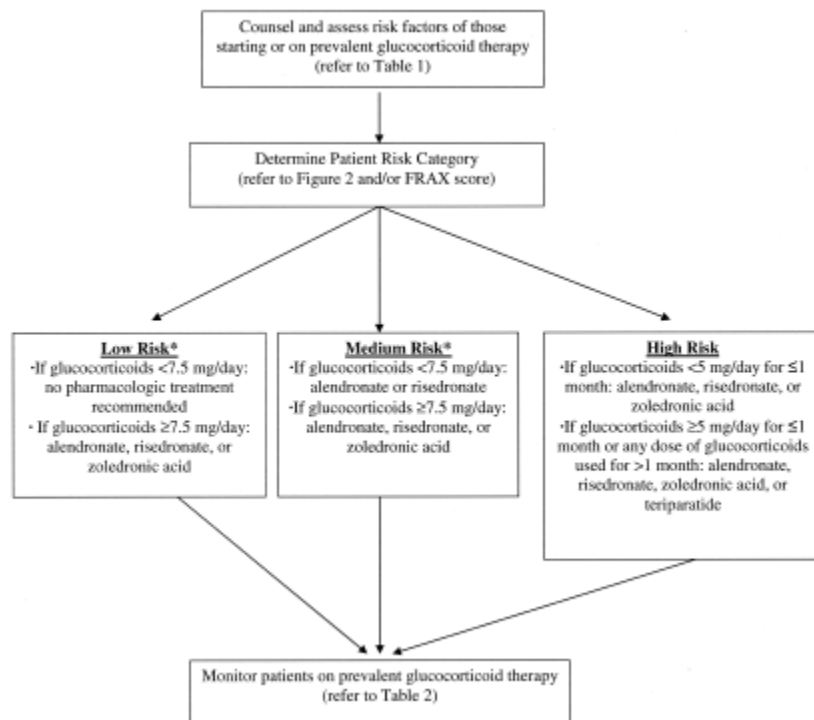 Counsel and assess risk factors of those
starting or on prevalent glucocorticoid therapy
(refer to Table 1)
Determine Patient Risk Category
(refer to Figure 2 and/or FRAX score)
Low Risk*
-If glucocorticoids <7.5 mg/day:
no pharmacologic treatment
recommended
- If glucocorticoids ≥7.5 mg/day:
alendronate, risedronate, or
zoledronic acid
Medium Risk*
-If glucocorticoids <7.5 mg/day:
alendronate or risedronate
-If glucocorticoids ≥7.5 mg/day:
alendronate, risedronate, or
zoledronic acid
High Risk
-If glucocorticoids <5 mg/day for ≤1
month: alendronate, risedronate, or
zoledronic acid
-If glucocorticoids ≥5 mg/day for ≤1
month or any dose of glucocorticoids
used for >1 month: alendronate,
risedronate, zoledronic acid, or
teriparatide
Monitor patients on prevalent glucocorticoid therapy
(refer to Table 2)